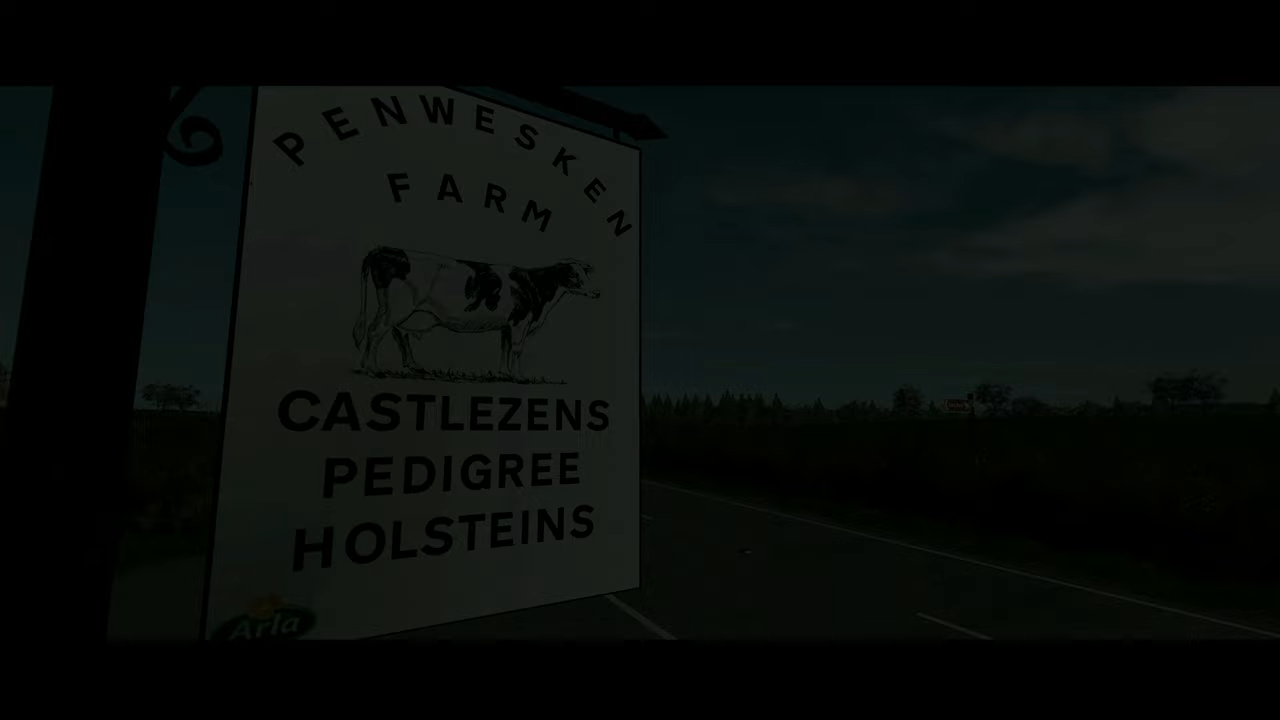 PENWESKEN
FARM
CASTLEZENS
PEDIGREE
HOLSTEINS
Arla